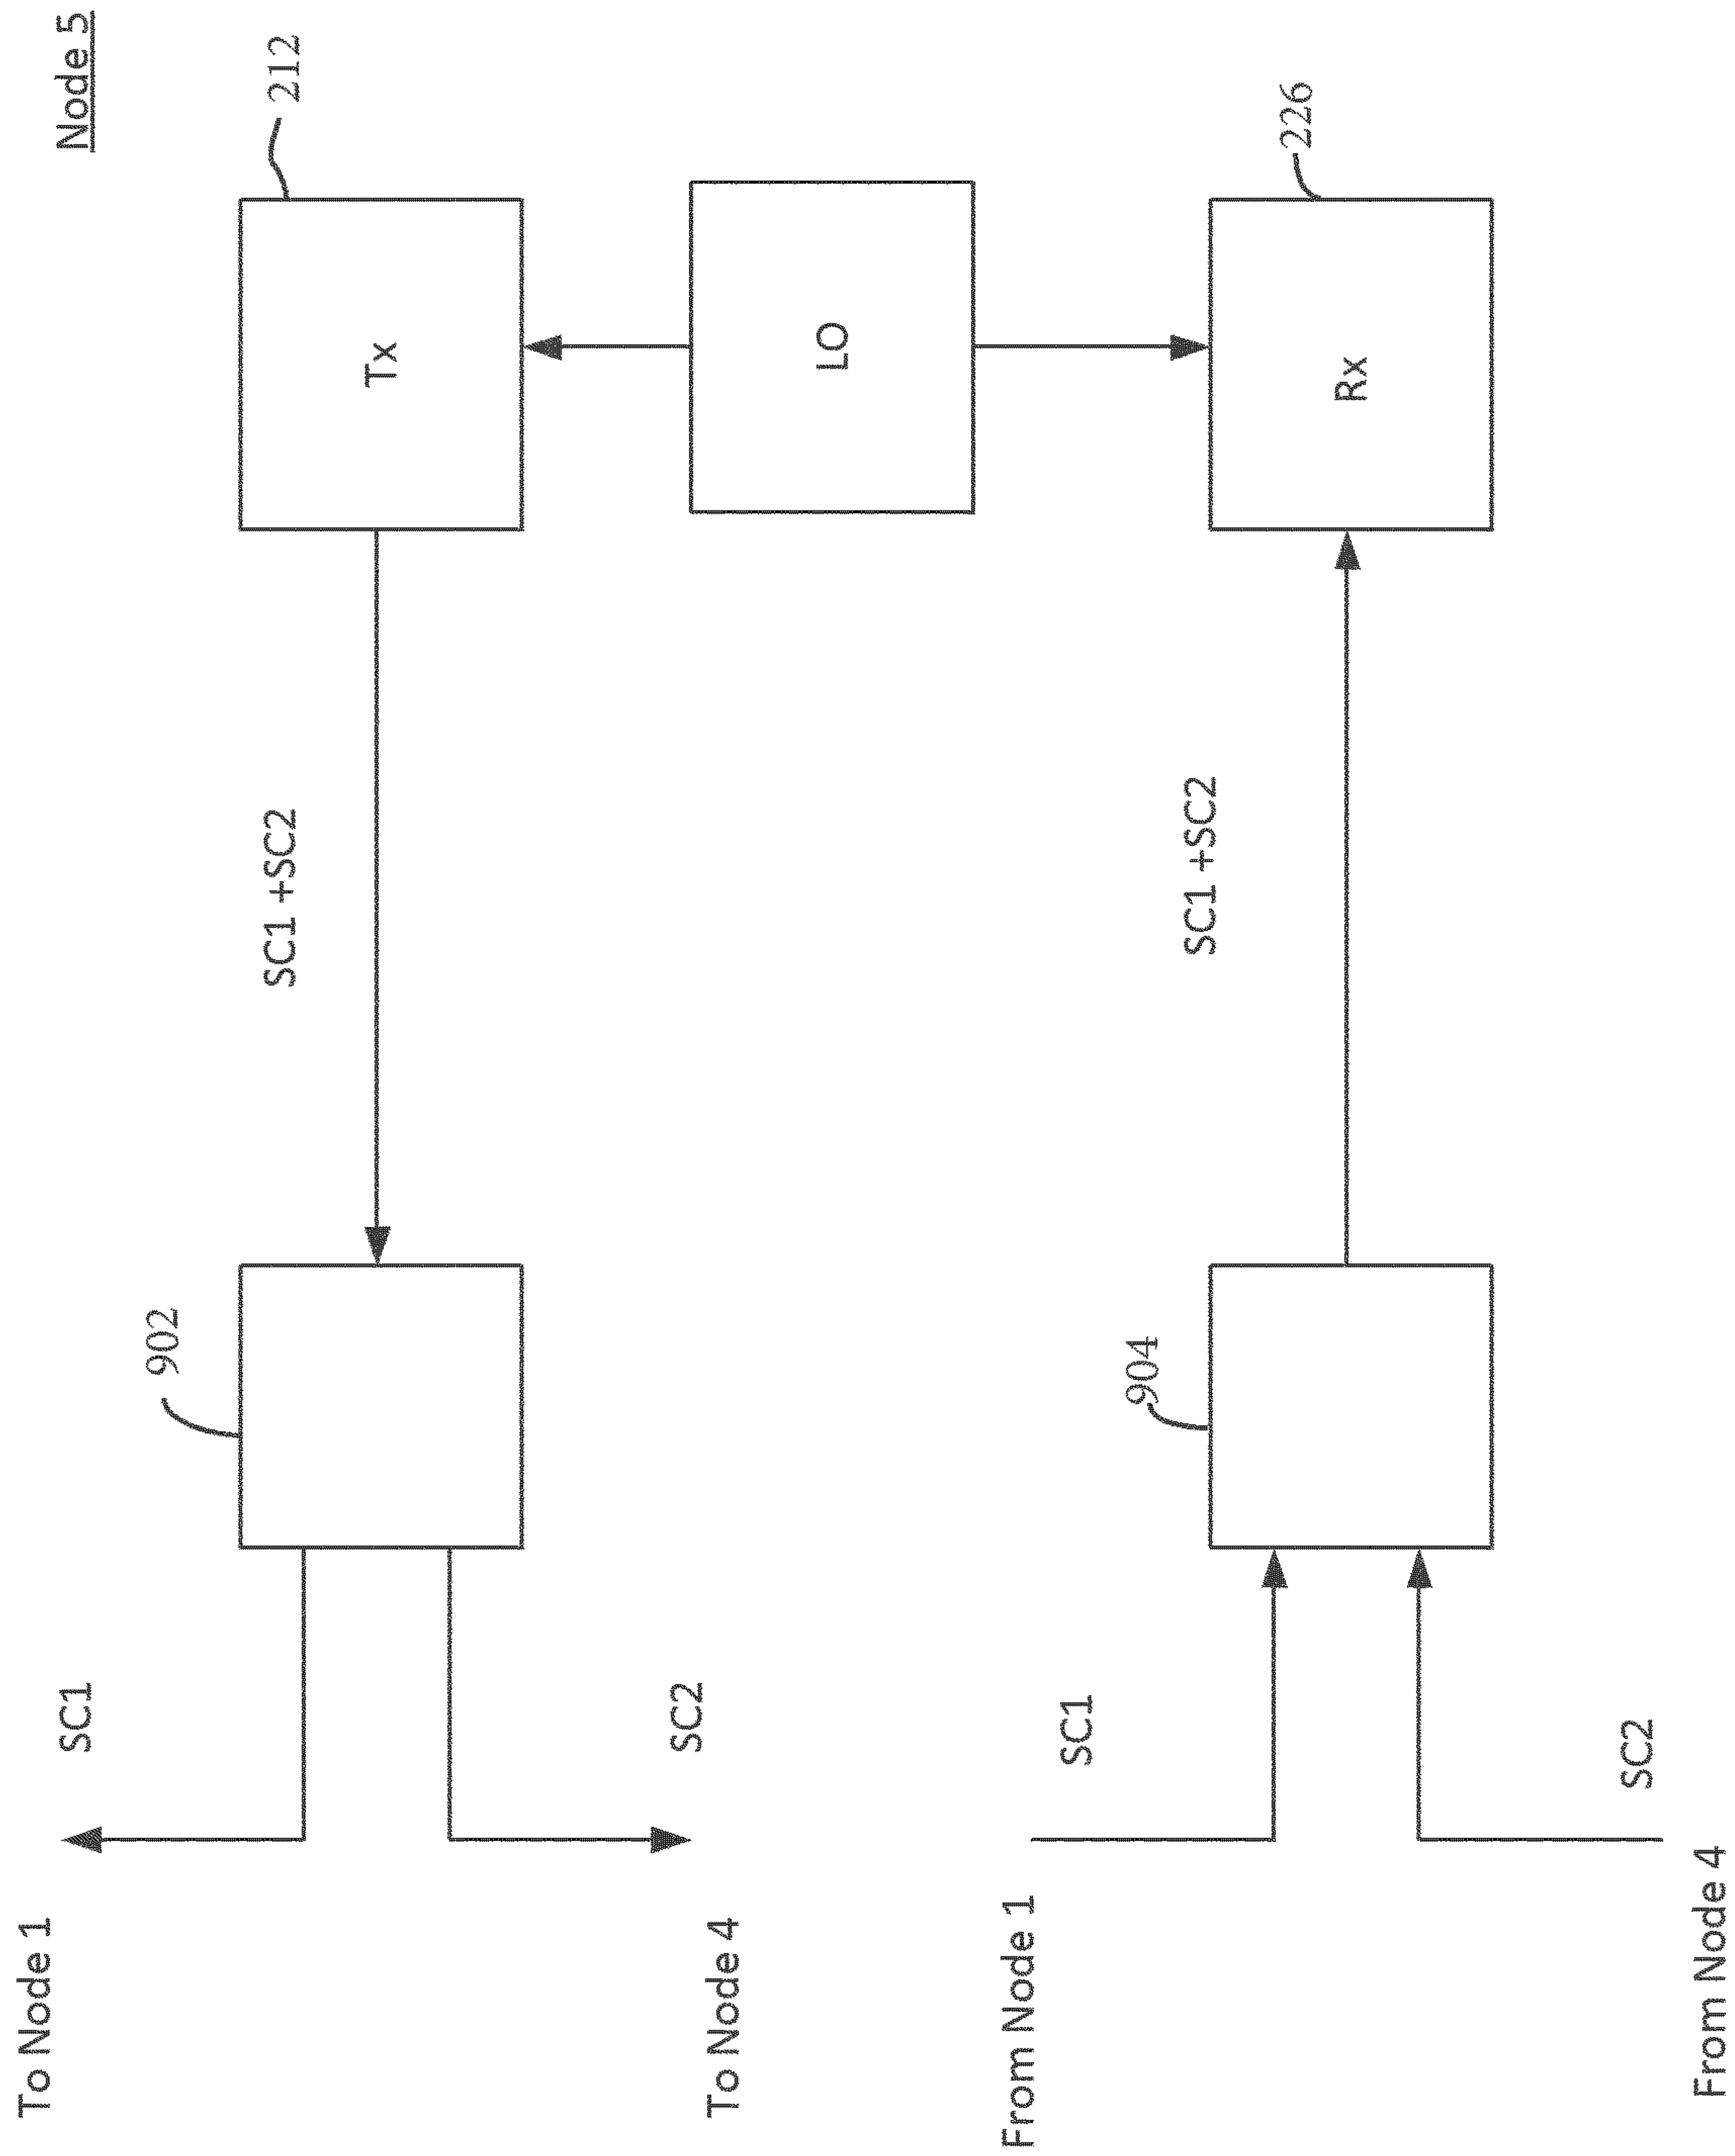 Node 5
212
Tx
SC1 +SC2
902
SC1
To Node 1
SC2
To Node 4
LO
226
Rx
SC1 +SC2
904
SC1
From Node 1
SC2
From Node 4